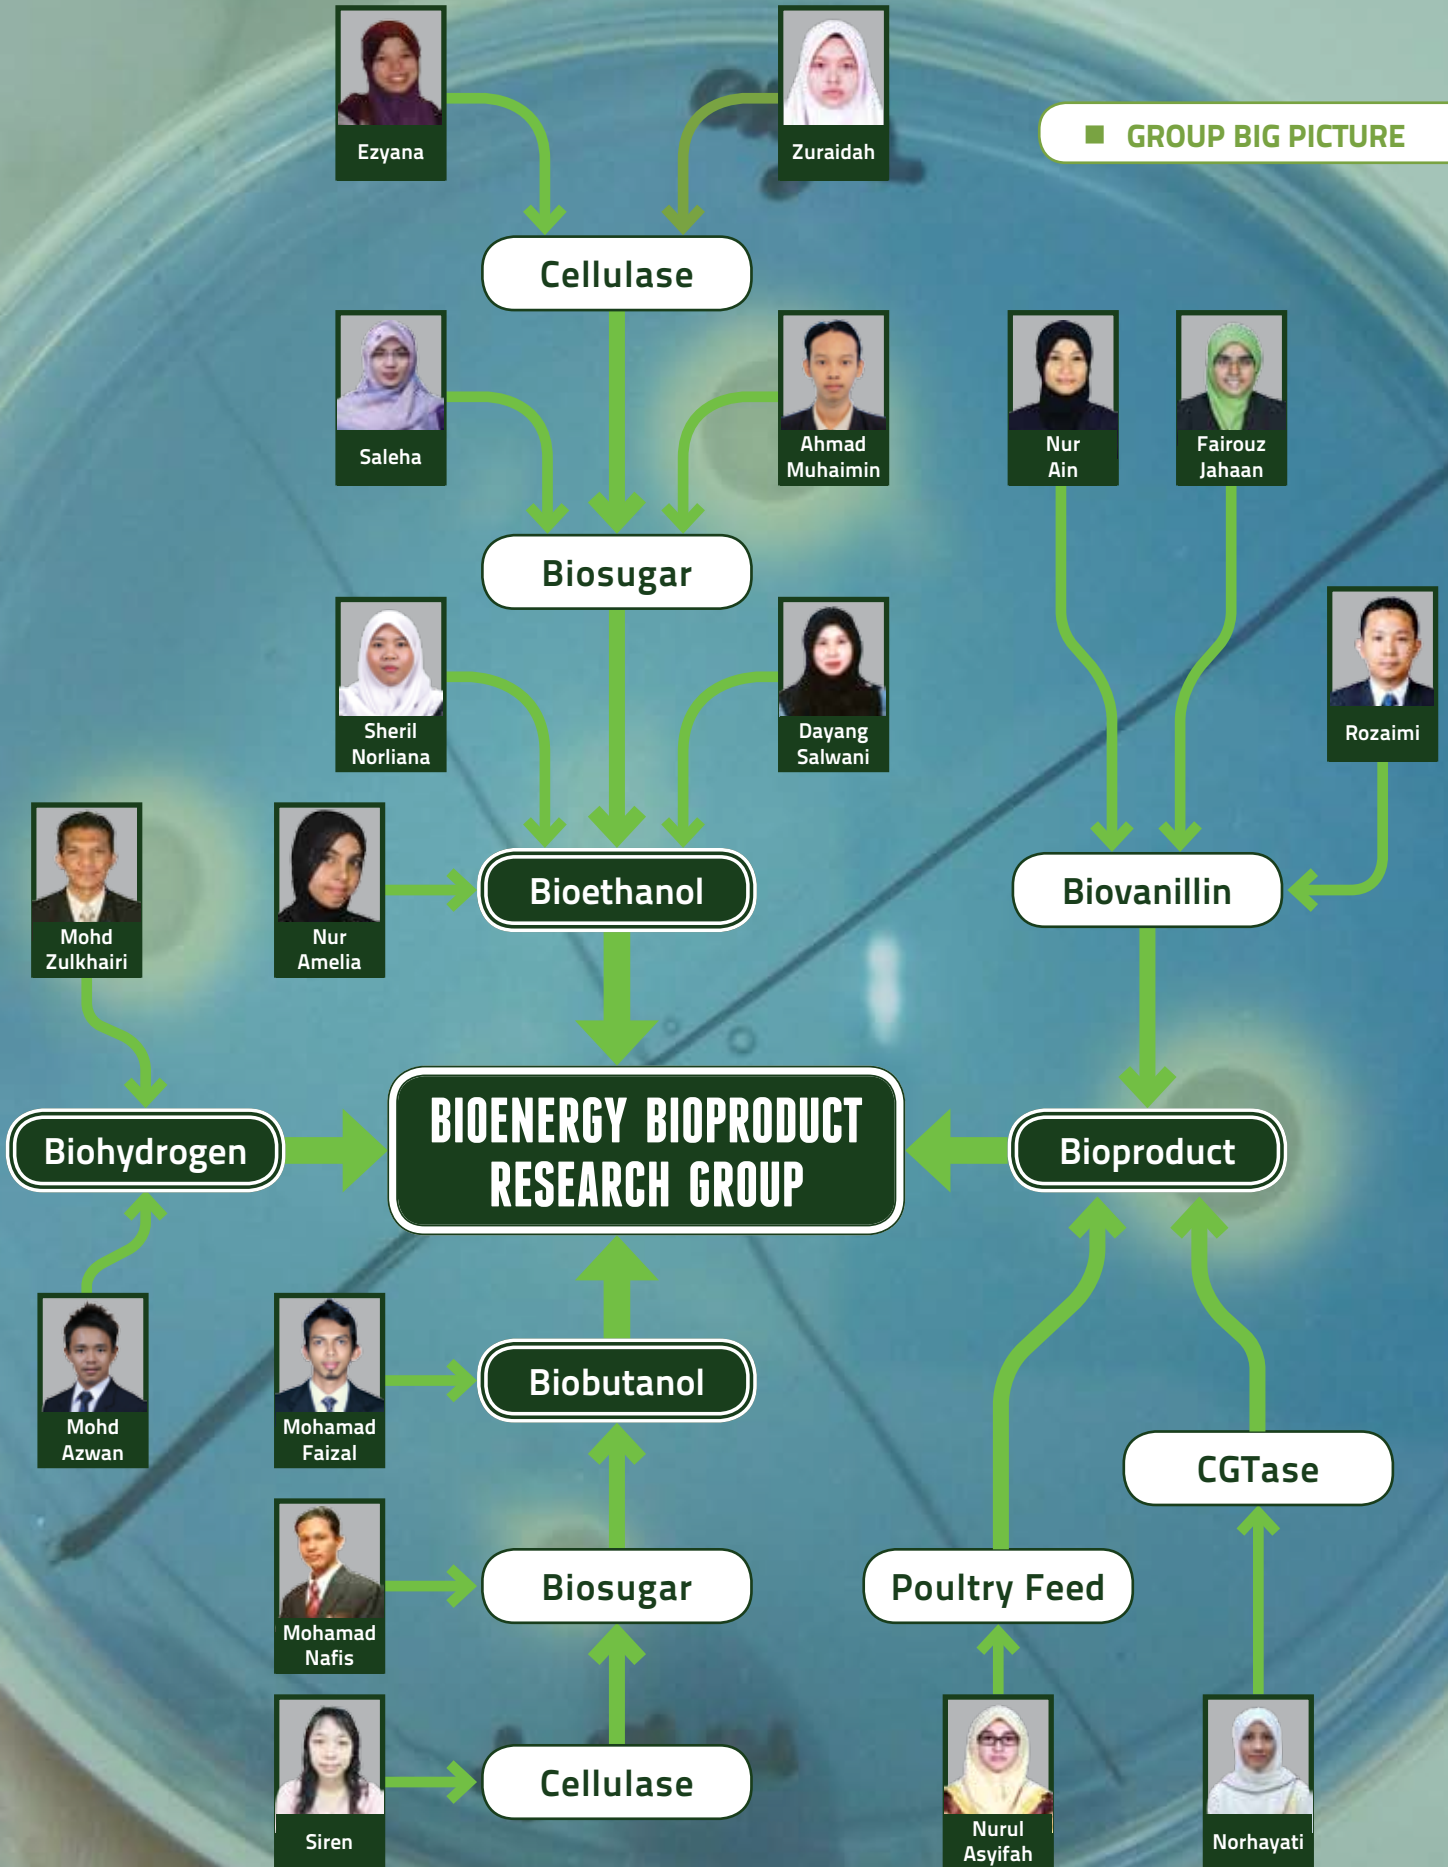 Ezyana
Zuraidah
GROUP BIG PICTURE
Cellulase
Saleha
Ahmad
Muhaimin
Nur
Ain
Fairouz
Jahaan
Biosugar
Sheril
Norliana
Dayang
Salwani
Rozaimi
Mohd
Zulkhairi
Nur
Amelia
Bioethanol
Biovanillin
BIOENERGY BIOPRODUCT
RESEARCH GROUP
Biohydrogen
Bioproduct
Mohd
Azwan
Mohamad
Faizal
Biobutanol
CGTase
Mohamad
Nafis
Biosugar
Poultry Feed
Siren
Cellulase
Nurul
Asyifah
Norhayati